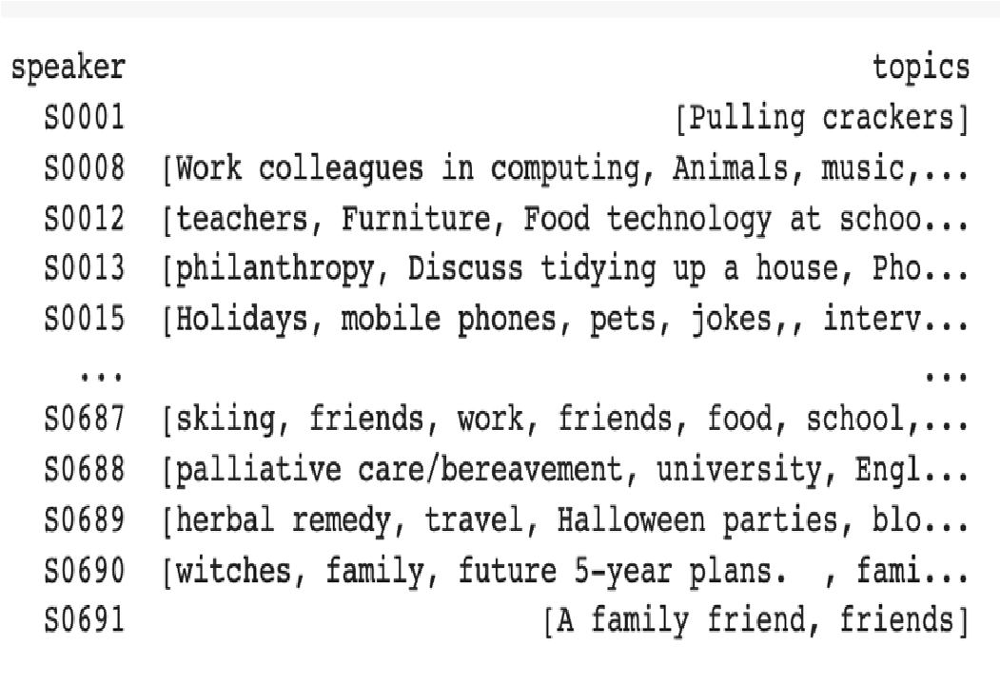 speaker topics
S0001 [Pulling crackers]
S0008 [Work colleagues in computing, Animals, music,...
S0012 [teachers, Furniture, Food technology at schoo...
S0013 [philanthropy, Discuss tidying up a house, Pho...
S0015 [Holidays, mobile phones, pets, jokes,, interv...
... ...
S0687 [skiing, friends, work, friends, food, school,...
S0688 [palliative care/bereavement, university, Engl...
S0689 [herbal remedy, travel, Halloween parties, blo...
S0690 [witches, family, future 5-year plans.  , fami...
S0691 [A family friend, friends]